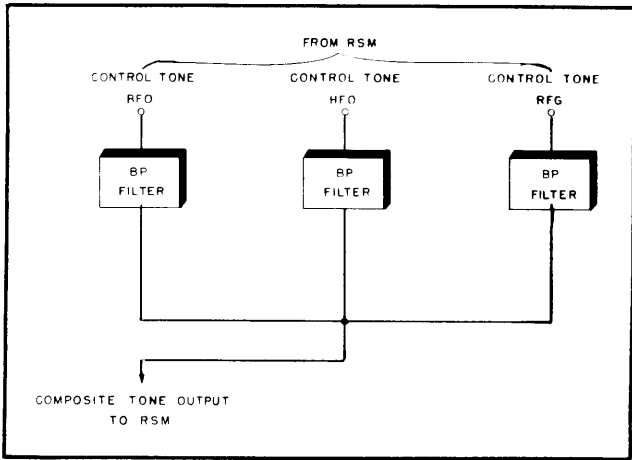 FROM RSM
CONTROL TONE
RFO
CONTROL TONE
HFO
CONTROL TONE
RFG
BP
FILTER
BP
FILTER
BP
FILTER
COMPOSITE TONE OUTPUT
TO RSM